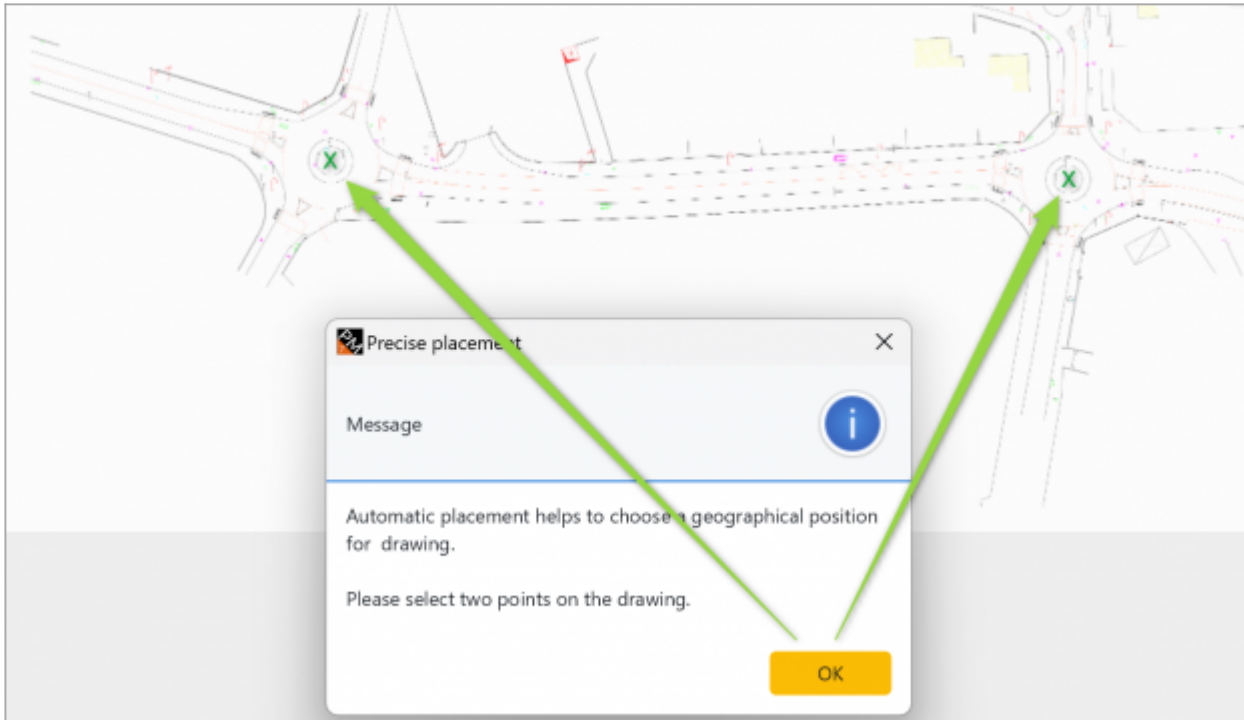 X
X
PM
Precise placement
Message
i
Automatic placement helps to choose a geographical position
for drawing.
Please select two points on the drawing.
OK